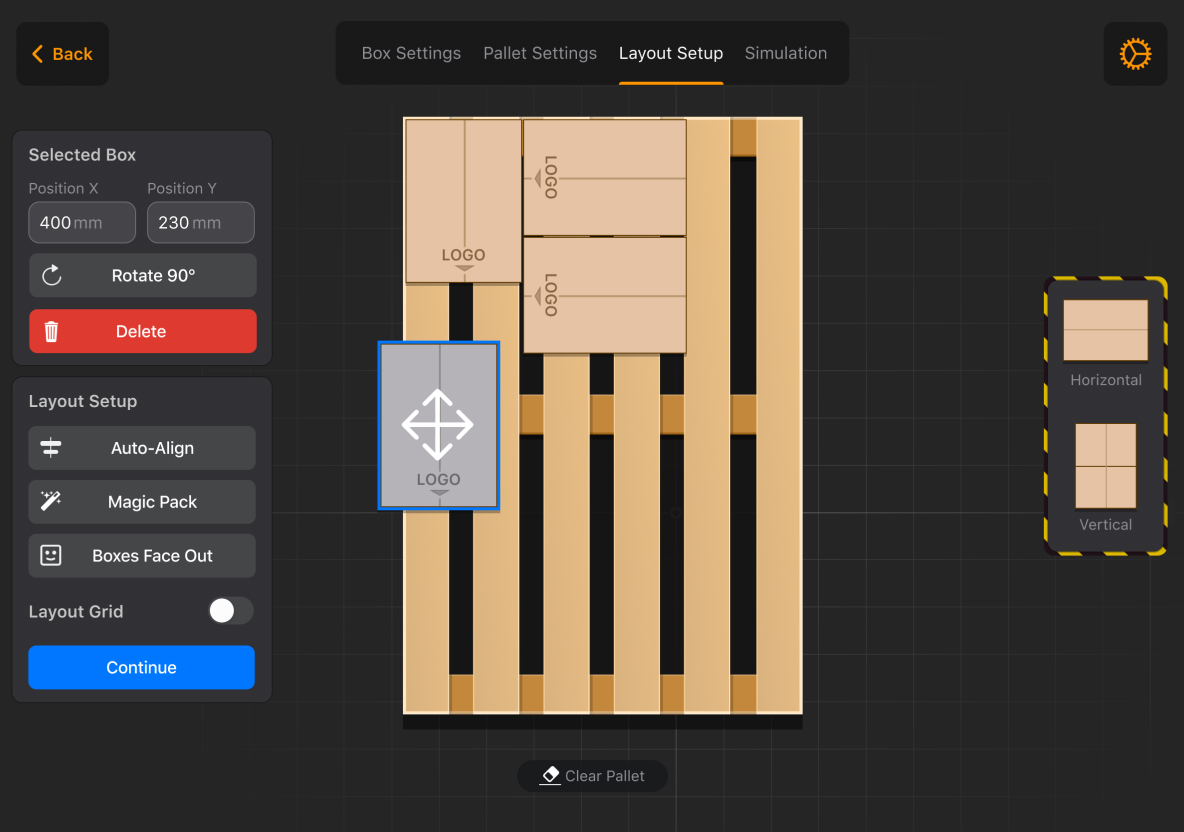 Back
Box Settings
Pallet Settings
Layout Setup
Simulation
Selected Box
Position X
Position Y
400 mm
230 mm
Rotate 90°
Delete
Layout Setup
Auto-Align
Magic Pack
Boxes Face Out
Layout Grid
Continue
LOGO
LOGO
LOGO
LOGO
Horizontal
Vertical
Clear Pallet